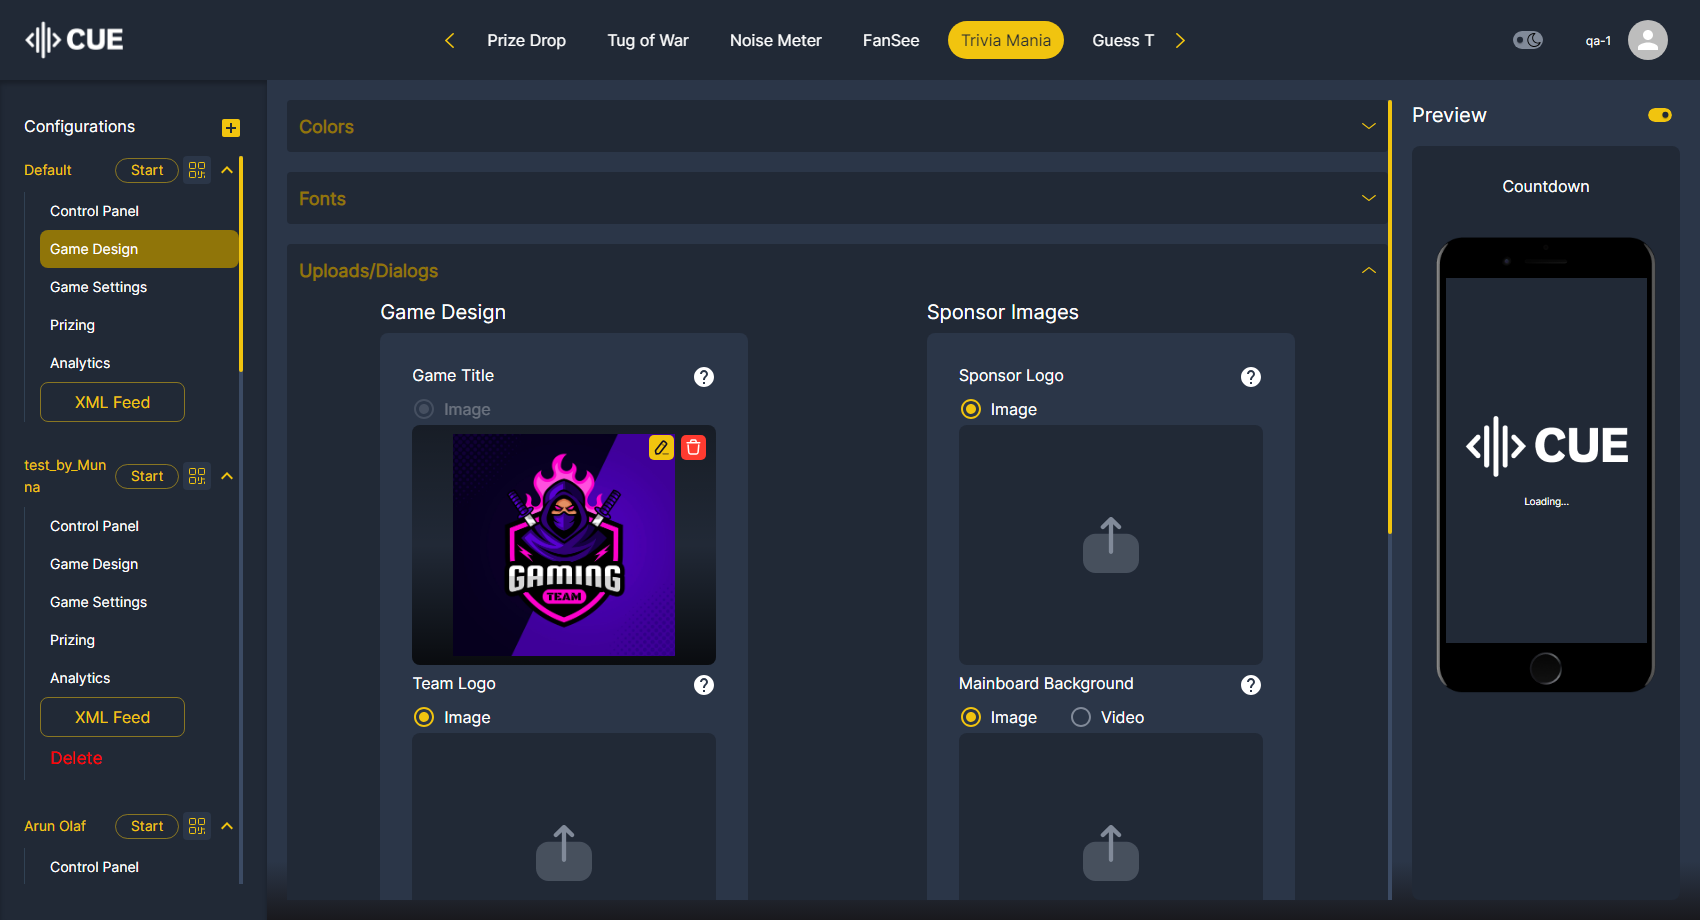 CUE
Prize Drop
Tug of War
Noise Meter
FanSee
Trivia Mania
Guess T
qa-1
Configurations
Default
Start
Control Panel
Game Design
Game Settings
Prizing
Analytics
XML Feed
test_by_Mun
na
Start
Control Panel
Game Design
Game Settings
Prizing
Analytics
XML Feed
Delete
Arun Olaf
Start
Control Panel
Colors
Fonts
Uploads/Dialogs
Game Design
Game Title
?
Image
GAMING
TEAM
Team Logo
?
Image
Sponsor Images
Sponsor Logo
?
Image
Mainboard Background
?
Image
Video
Preview
Countdown
CUE
Loading...